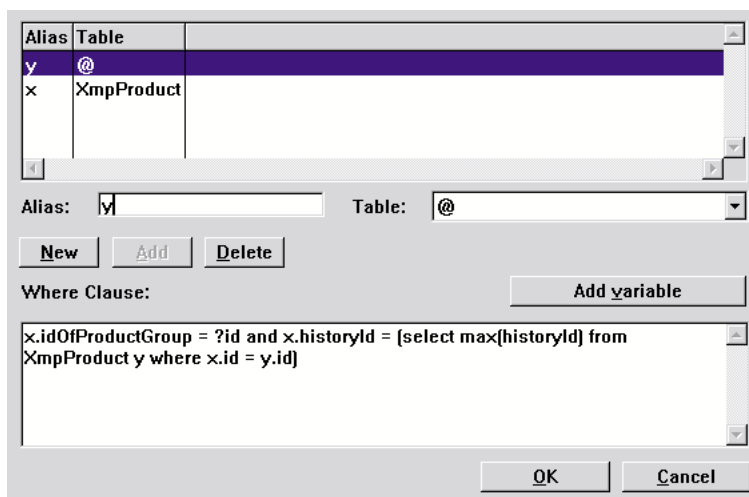 Alias Table
y @
x XmpProduct
Alias: y Table: @
New Add Delete
Where Clause: Add variable
x.idOfProductGroup = ?id and x.historyId = (select max(historyId) from
XmpProduct y where x.id = y.id)
OK Cancel